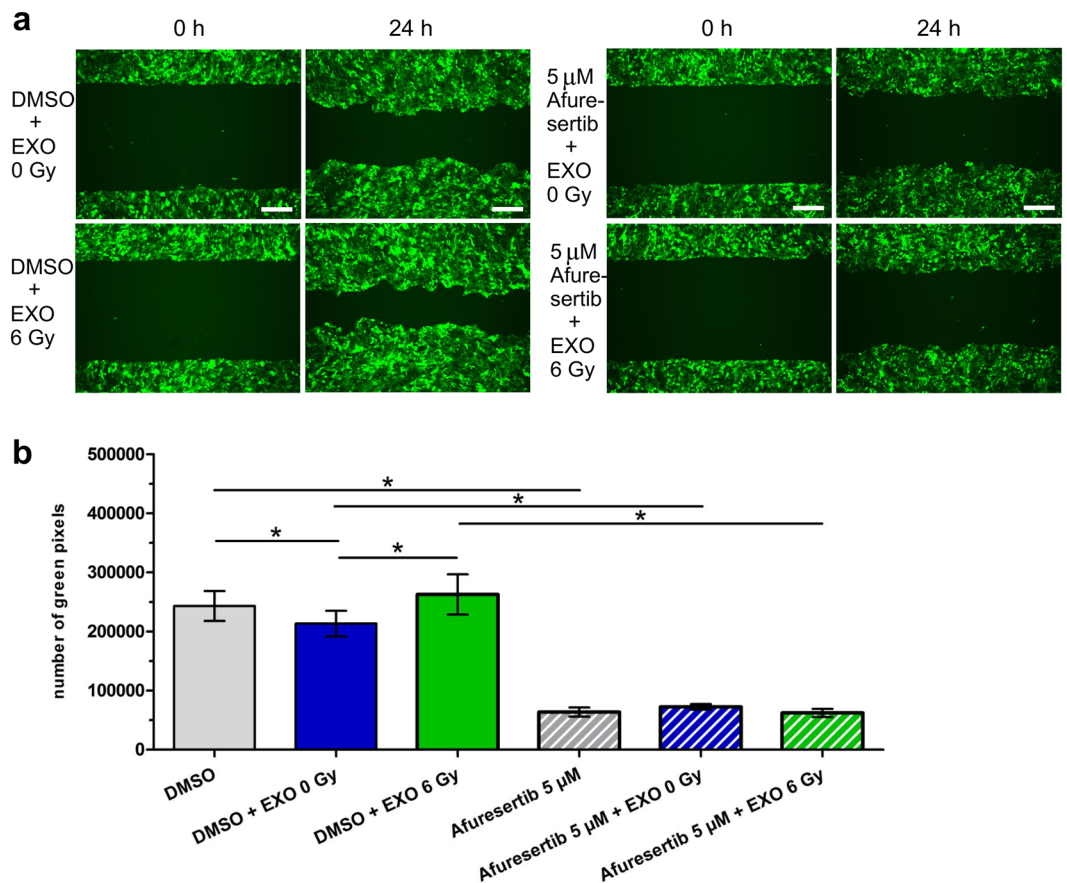 a
0 h
24 h
0 h
24 h
DMSO
+
EXO
0 Gy
5 µM
Afure-
sertib
+
EXO
0 Gy
DMSO
+
EXO
6 Gy
5 µM
Afure-
sertib
+
EXO
6 Gy
b
number of green pixels
500000
400000
300000
200000
100000
0
*
*
*
*
*
DMSO
DMSO + EXO 0 Gy
DMSO + EXO 6 Gy
Afuresertib 5 µM
Afuresertib 5 µM + EXO 0 Gy
Afuresertib 5 µM + EXO 6 Gy